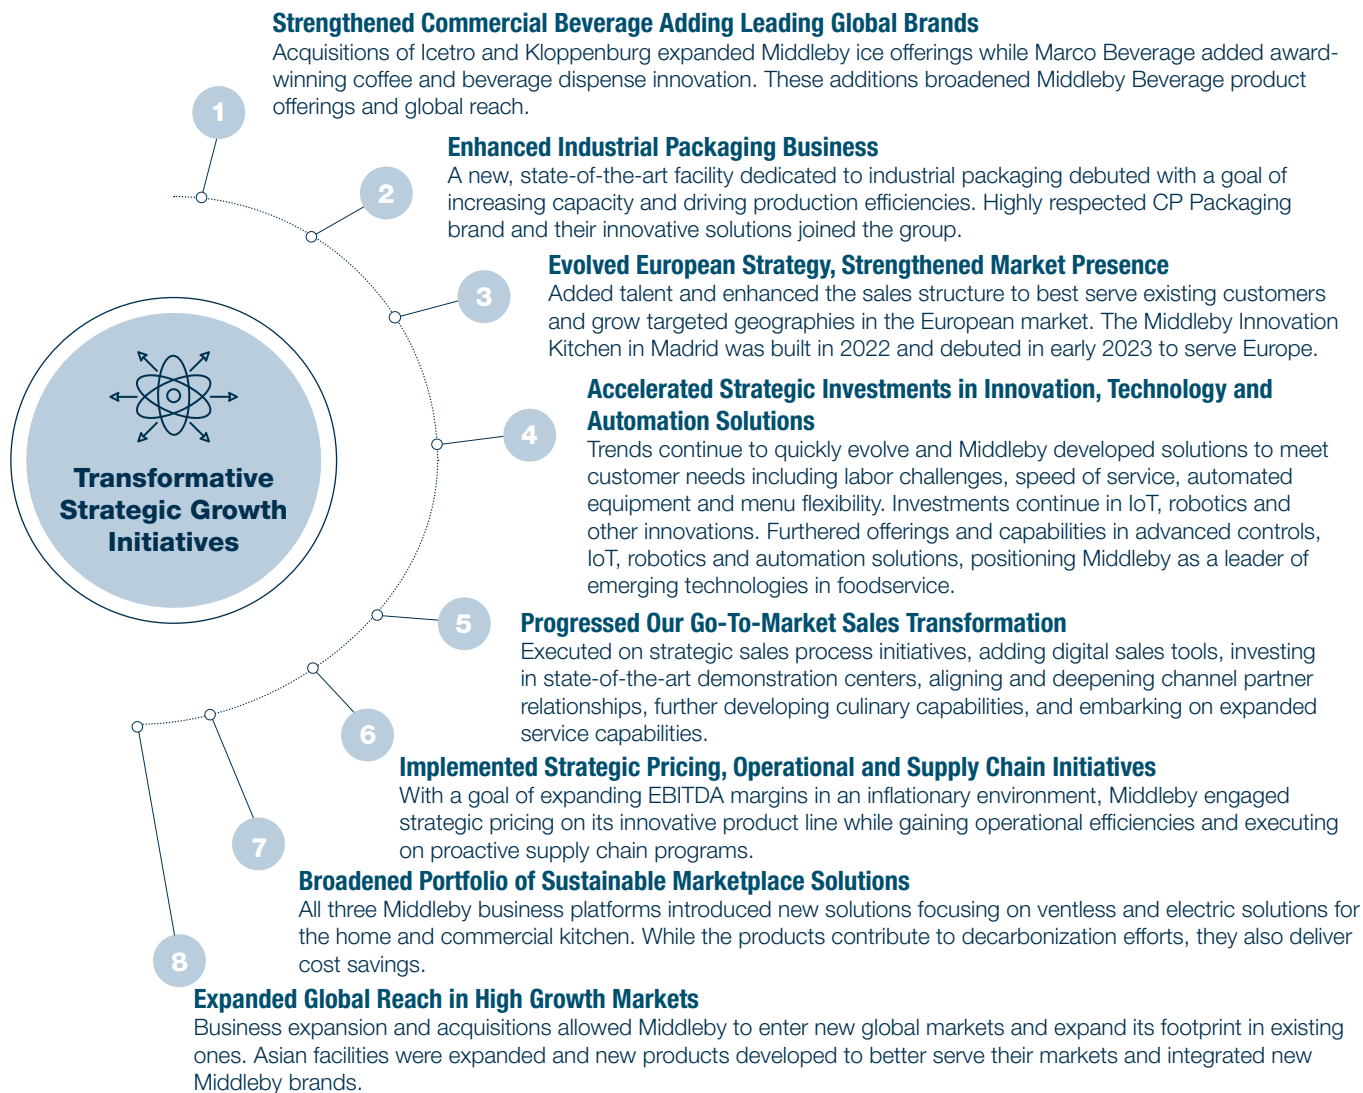 Strengthened Commercial Beverage Adding Leading Global Brands
Acquisitions of Icetro and Kloppenburg expanded Middleby ice offerings while Marco Beverage added award-
winning coffee and beverage dispense innovation. These additions broadened Middleby Beverage product
offerings and global reach.
1
Enhanced Industrial Packaging Business
A new, state-of-the-art facility dedicated to industrial packaging debuted with a goal of
increasing capacity and driving production efficiencies. Highly respected CP Packaging
brand and their innovative solutions joined the group.
2
Evolved European Strategy, Strengthened Market Presence
Added talent and enhanced the sales structure to best serve existing customers
and grow targeted geographies in the European market. The Middleby Innovation
Kitchen in Madrid was built in 2022 and debuted in early 2023 to serve Europe.
3
Accelerated Strategic Investments in Innovation, Technology and
Automation Solutions
Trends continue to quickly evolve and Middleby developed solutions to meet
customer needs including labor challenges, speed of service, automated
equipment and menu flexibility. Investments continue in IoT, robotics and
other innovations. Furthered offerings and capabilities in advanced controls,
IoT, robotics and automation solutions, positioning Middleby as a leader of
emerging technologies in foodservice.
4
Transformative
Strategic Growth
Initiatives
5
Progressed Our Go-To-Market Sales Transformation
Executed on strategic sales process initiatives, adding digital sales tools, investing
in state-of-the-art demonstration centers, aligning and deepening channel partner
relationships, further developing culinary capabilities, and embarking on expanded
service capabilities.
6
Implemented Strategic Pricing, Operational and Supply Chain Initiatives
With a goal of expanding EBITDA margins in an inflationary environment, Middleby engaged
strategic pricing on its innovative product line while gaining operational efficiencies and executing
on proactive supply chain programs.
7
Broadened Portfolio of Sustainable Marketplace Solutions
All three Middleby business platforms introduced new solutions focusing on ventless and electric solutions for
the home and commercial kitchen. While the products contribute to decarbonization efforts, they also deliver
cost savings.
8
Expanded Global Reach in High Growth Markets
Business expansion and acquisitions allowed Middleby to enter new global markets and expand its footprint in existing
ones. Asian facilities were expanded and new products developed to better serve their markets and integrated new
Middleby brands.